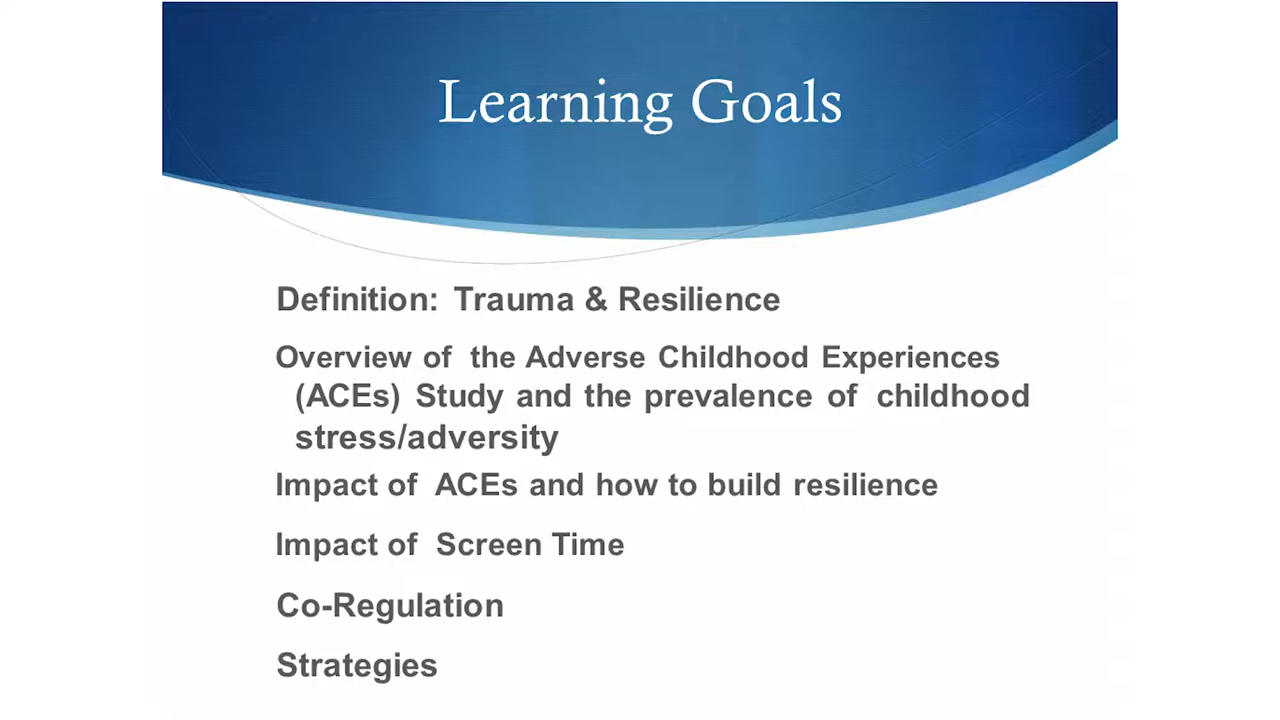 Learning Goals
Definition: Trauma & Resilience
Overview of the Adverse Childhood Experiences
(ACEs) Study and the prevalence of childhood
stress/adversity
Impact of ACEs and how to build resilience
Impact of Screen Time
Co-Regulation
Strategies